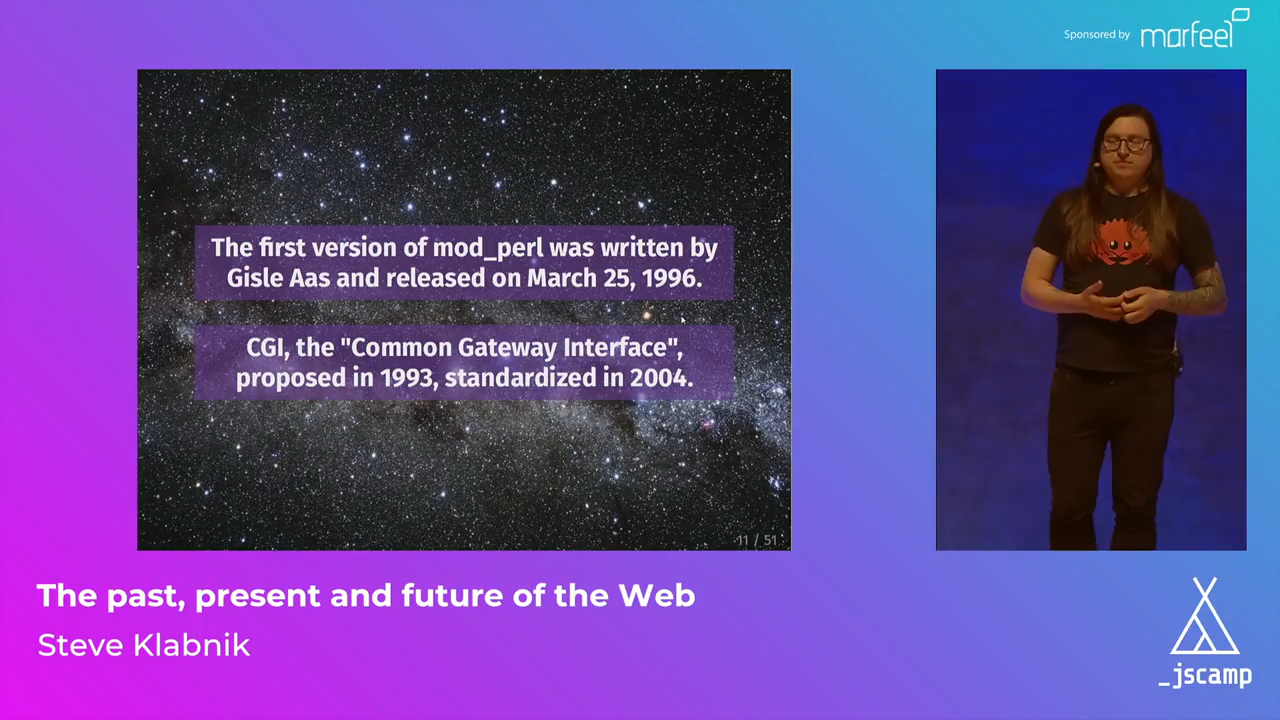 Sponsored by marfeel
The first version of mod_perl was written by
Gisle Aas and released on March 25, 1996.
CGI, the "Common Gateway Interface",
proposed in 1993, standardized in 2004.
11 / 51
The past, present and future of the Web
Steve Klabnik
_jscamp